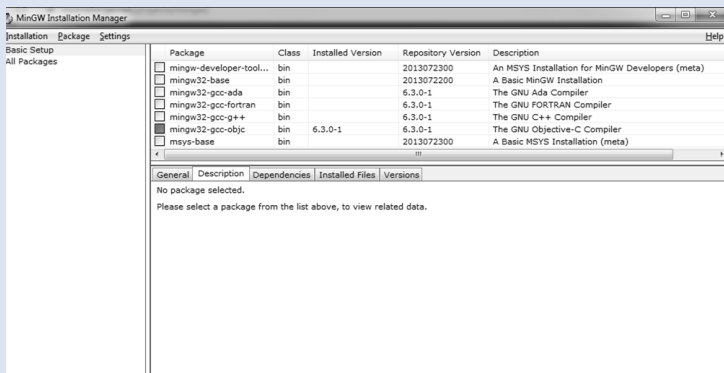 MinGW Installation Manager
Installation Package Settings Help
Basic Setup
All Packages
Package Class Installed Version Repository Version Description
mingw-developer-tool... bin 2013072300 An MSYS Installation for MinGW Developers (meta)
mingw32-base bin 2013072200 A Basic MinGW Installation
mingw32-gcc-ada bin 6.3.0-1 The GNU Ada Compiler
mingw32-gcc-fortran bin 6.3.0-1 The GNU FORTRAN Compiler
mingw32-gcc-g++ bin 6.3.0-1 The GNU C++ Compiler
mingw32-gcc-objc bin 6.3.0-1 6.3.0-1 The GNU Objective-C Compiler
msys-base bin 2013072300 A Basic MSYS Installation (meta)
General Description Dependencies Installed Files Versions
No package selected.
Please select a package from the list above, to view related data.